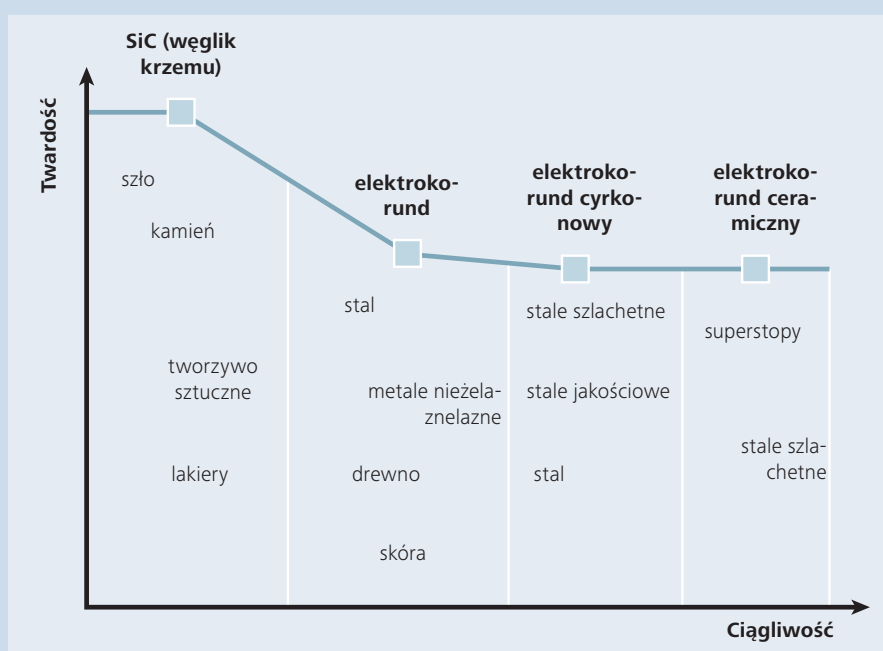 SiC (węglik
krzemu)
Twardość
szło
kamień
tworzywo
sztuczne
lakiery
elektroko-
rund
stal
metale nieżela-
znelazne
drewno
skóra
elektroko-
rund cyrko-
nowy
stale szlachetne
stale jakościowe
stal
elektroko-
rund cera-
miczny
superstopy
stale szla-
chetne
Ciągliwość